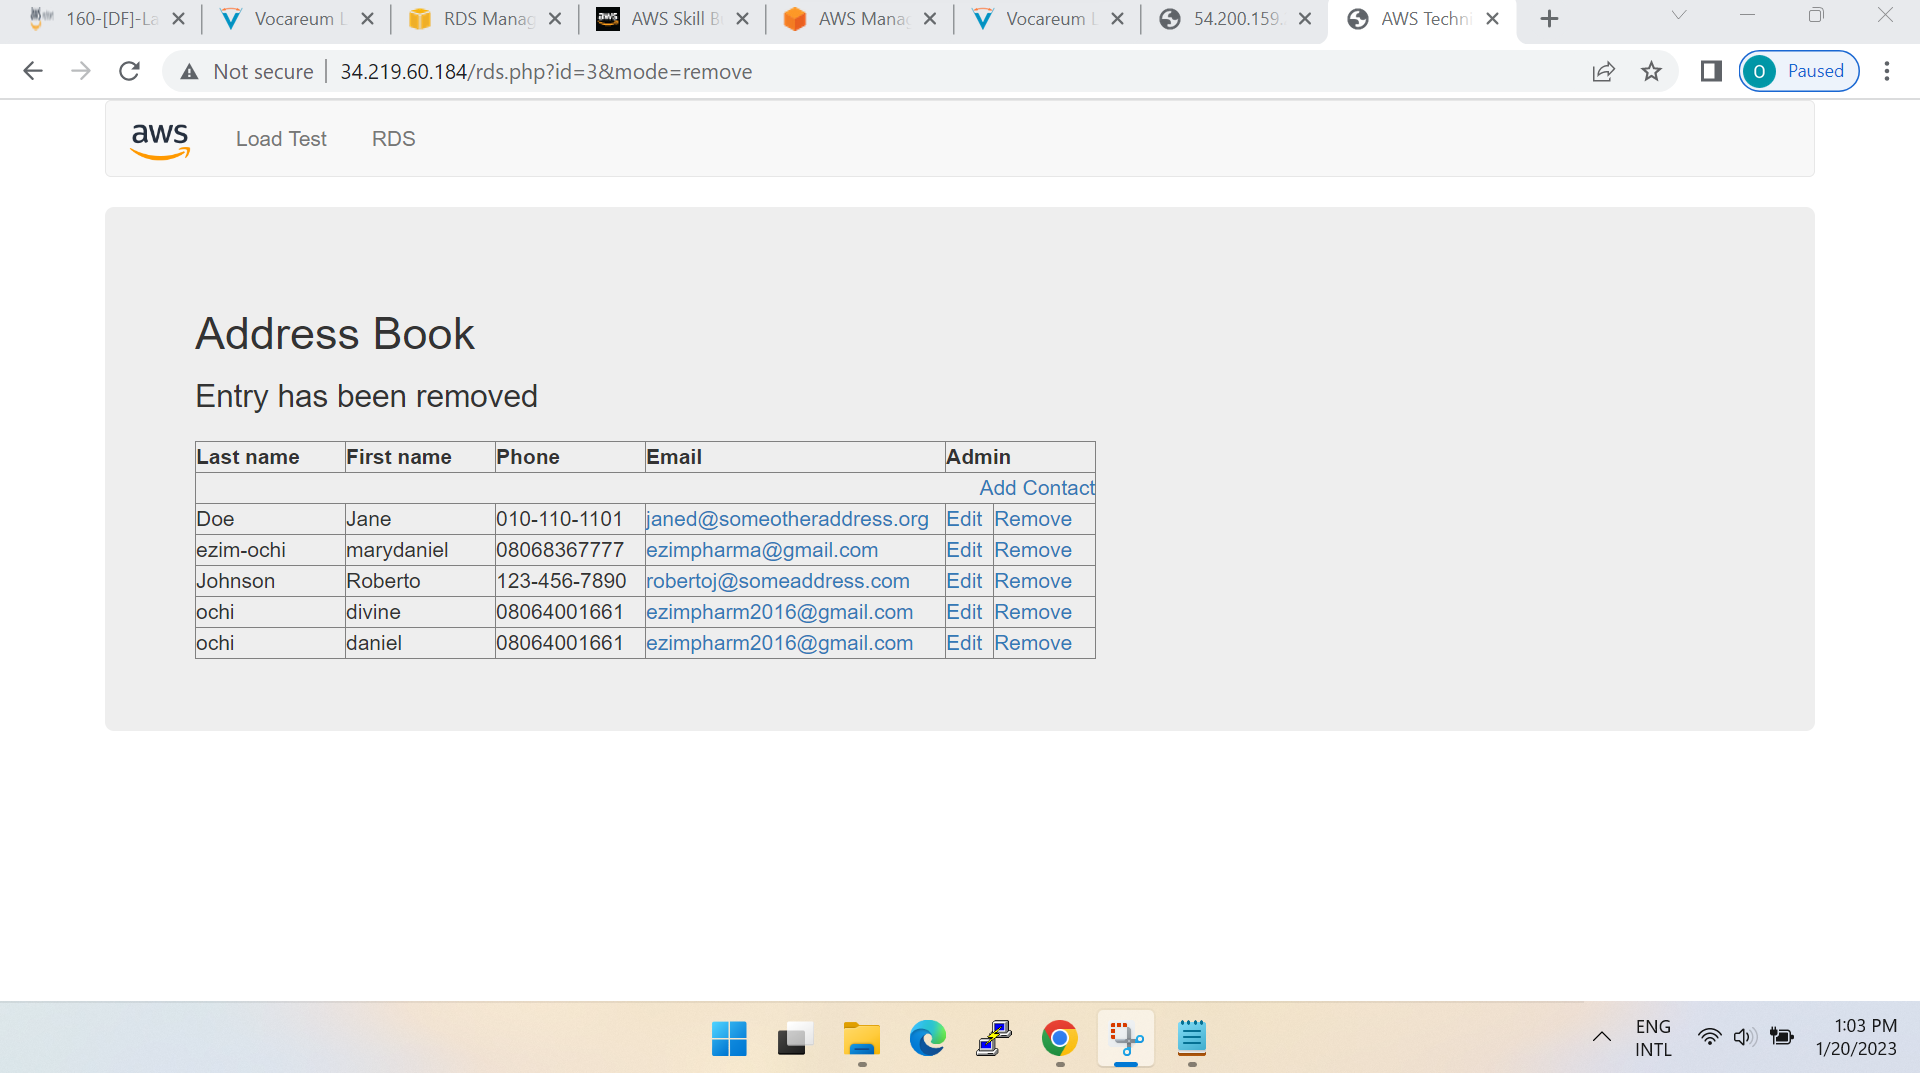 160-[DF]-La
Vocareum L
RDS Manag
AWS Skill B
AWS Manag
Vocareum L
54.200.159.
AWS Techni
Not secure
34.219.60.184/rds.php?id=3&mode=remove
O
Paused
aws
Load Test
RDS
Address Book
Entry has been removed
Last name First name Phone Email Admin
Add Contact
Doe Jane 010-110-1101 janed@someotheraddress.org Edit Remove
ezim-ochi marydaniel 08068367777 ezimpharma@gmail.com Edit Remove
Johnson Roberto 123-456-7890 robertoj@someaddress.com Edit Remove
ochi divine 08064001661 ezimpharm2016@gmail.com Edit Remove
ochi daniel 08064001661 ezimpharm2016@gmail.com Edit Remove
ENG
INTL
1:03 PM
1/20/2023